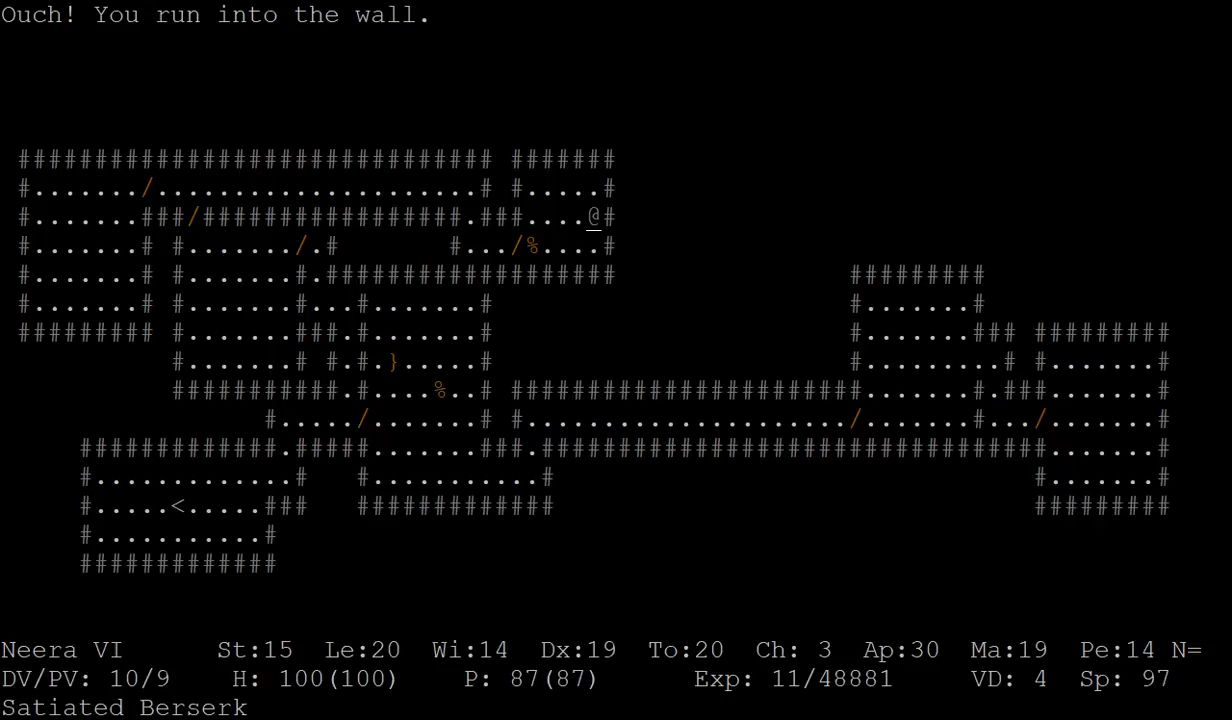 Ouch! You run into the wall.
############################### #######
#......./.....................# #.....#
#.......###/#################.###....@#
#.......# #......./.#        #.../%....#
#.......# #.......#.###################                #########
#.......# #.......#...#.......#                        #.......#
######### #.......###.#.......#                        #.......### #########
          #.......# #.#.}.....#                        #.........# #.......#
          ###########.#....%..# #######################.......#.###.......#
                #...../.......# #...................../.......#.../.......#
    #############.#####.......###.#################################.......#
    #.............#   #...........#                                #.......#
    #.....<.....###   #############                                #########
    #...........#
    #############
Neera VI St:15 Le:20 Wi:14 Dx:19 To:20 Ch: 3 Ap:30 Ma:19 Pe:14 N=
DV/PV: 10/9 H: 100(100) P: 87(87) Exp: 11/48881 VD: 4 Sp: 97
Satiated Berserk